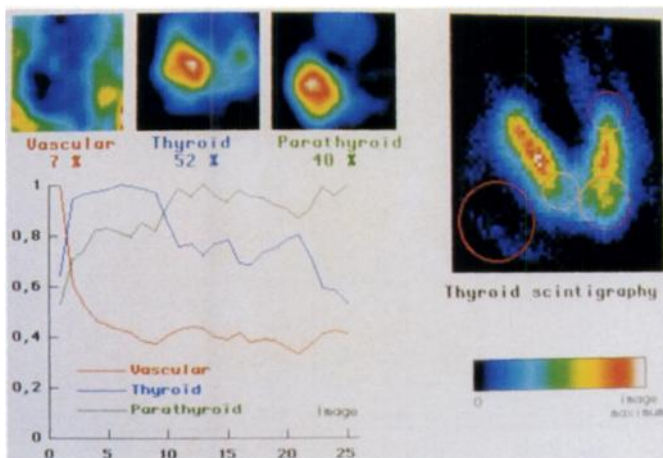 Vascular
7 %
Thyroid
52 %
Parathyroid
40 %
1
0,8
0,6
0,4
0,2
0
Vascular
Thyroid
Parathyroid
image
0 5 10 15 20 25
Thyroid scintigraphy
0
image
maximum